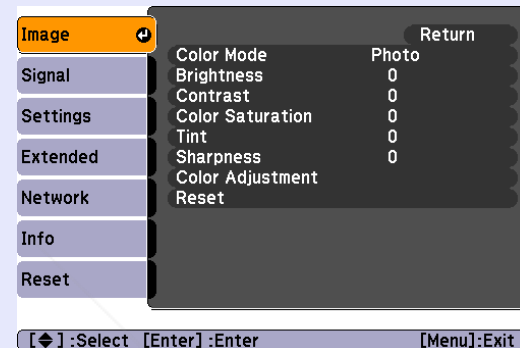 Image
Signal
Settings
Extended
Network
Info
Reset
Return
Color Mode Photo
Brightness 0
Contrast 0
Color Saturation 0
Tint 0
Sharpness 0
Color Adjustment
Reset
[◆] :Select [Enter] :Enter [Menu]:Exit